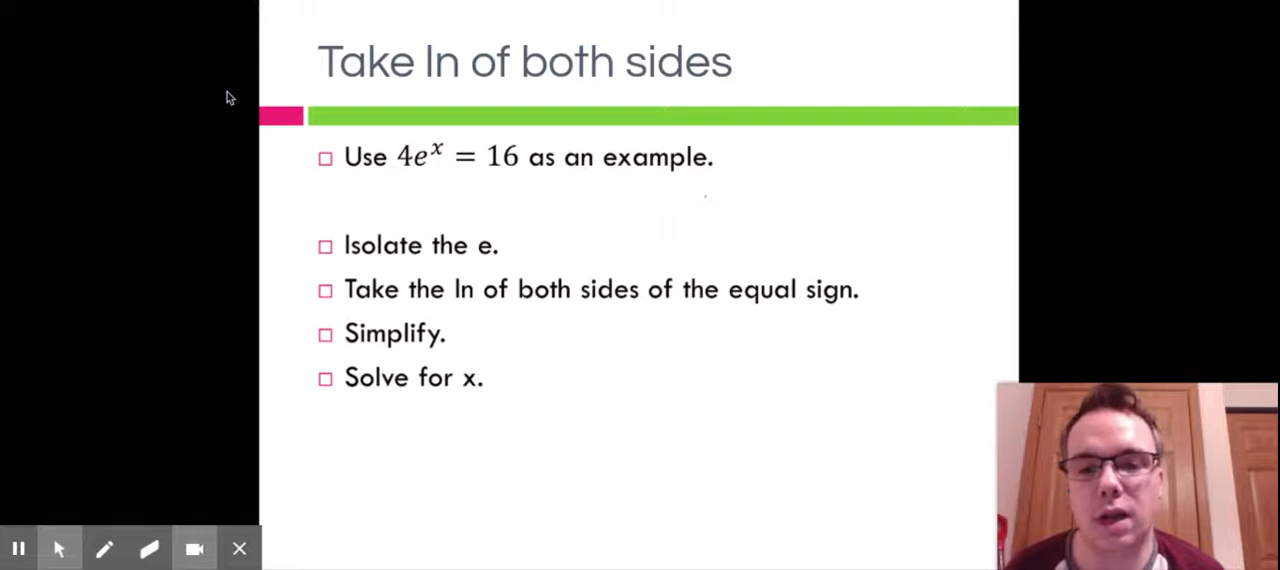 Take ln of both sides
Use 4eˣ = 16 as an example.
Isolate the e.
Take the ln of both sides of the equal sign.
Simplify.
Solve for x.